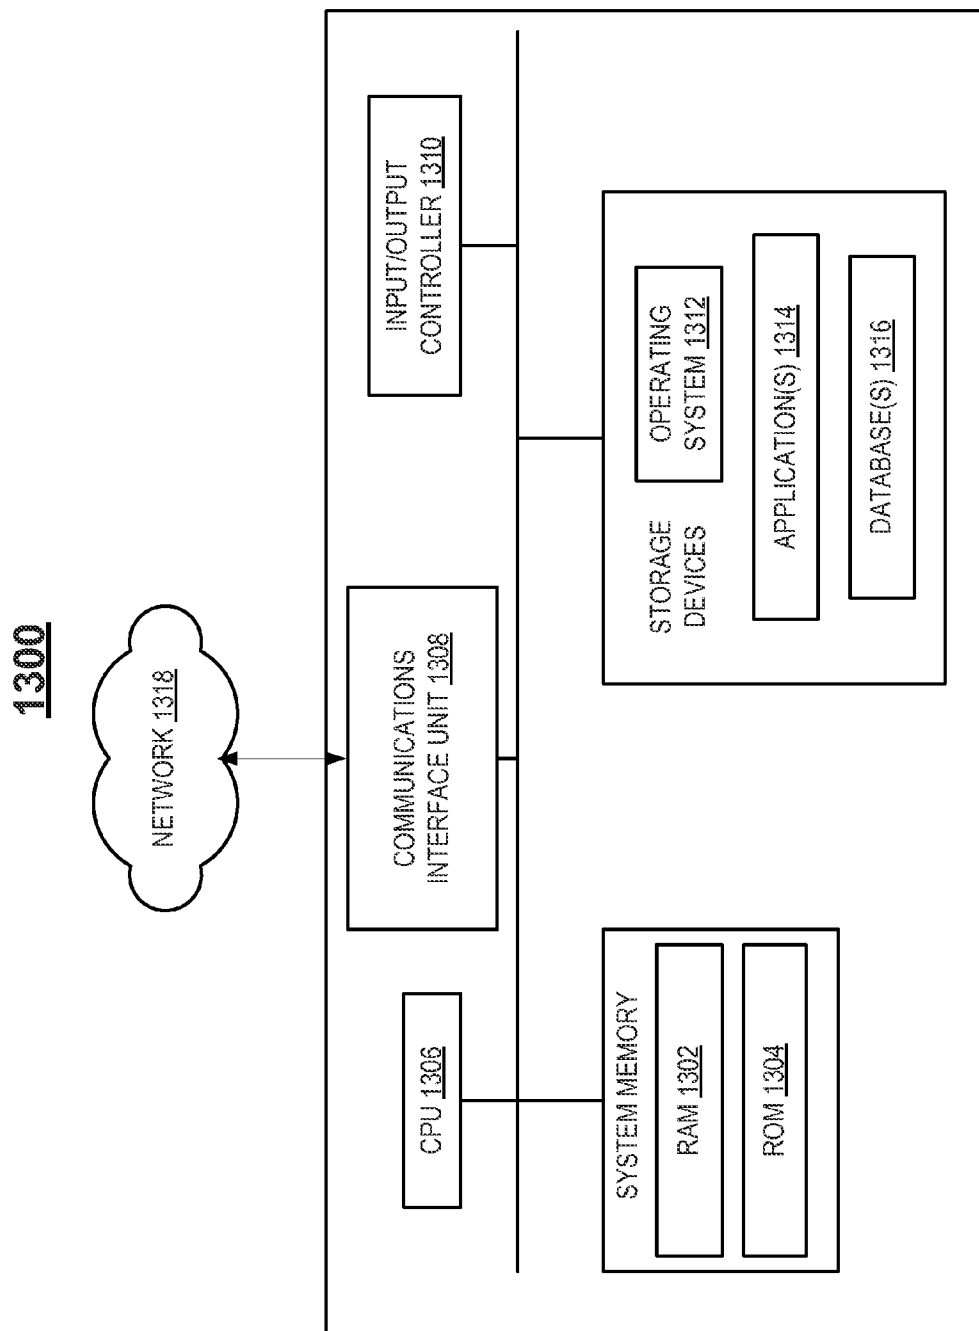 1300
NETWORK 1318
CPU 1306
COMMUNICATIONS
INTERFACE UNIT 1308
INPUT/OUTPUT
CONTROLLER 1310
SYSTEM MEMORY
RAM 1302
ROM 1304
STORAGE
DEVICES
OPERATING
SYSTEM 1312
APPLICATION(S) 1314
DATABASE(S) 1316